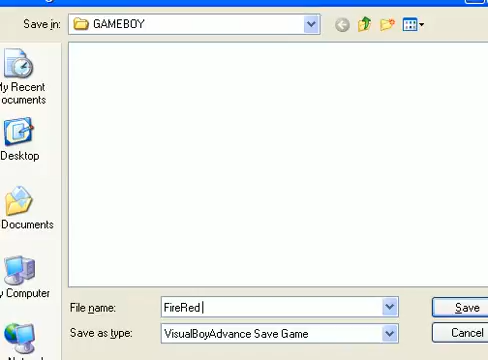 Save in: GAMEBOY
My Recent
Documents
Desktop
Documents
Computer
File name: FireRed
Save
Save as type: VisualBoyAdvance Save Game
Cancel